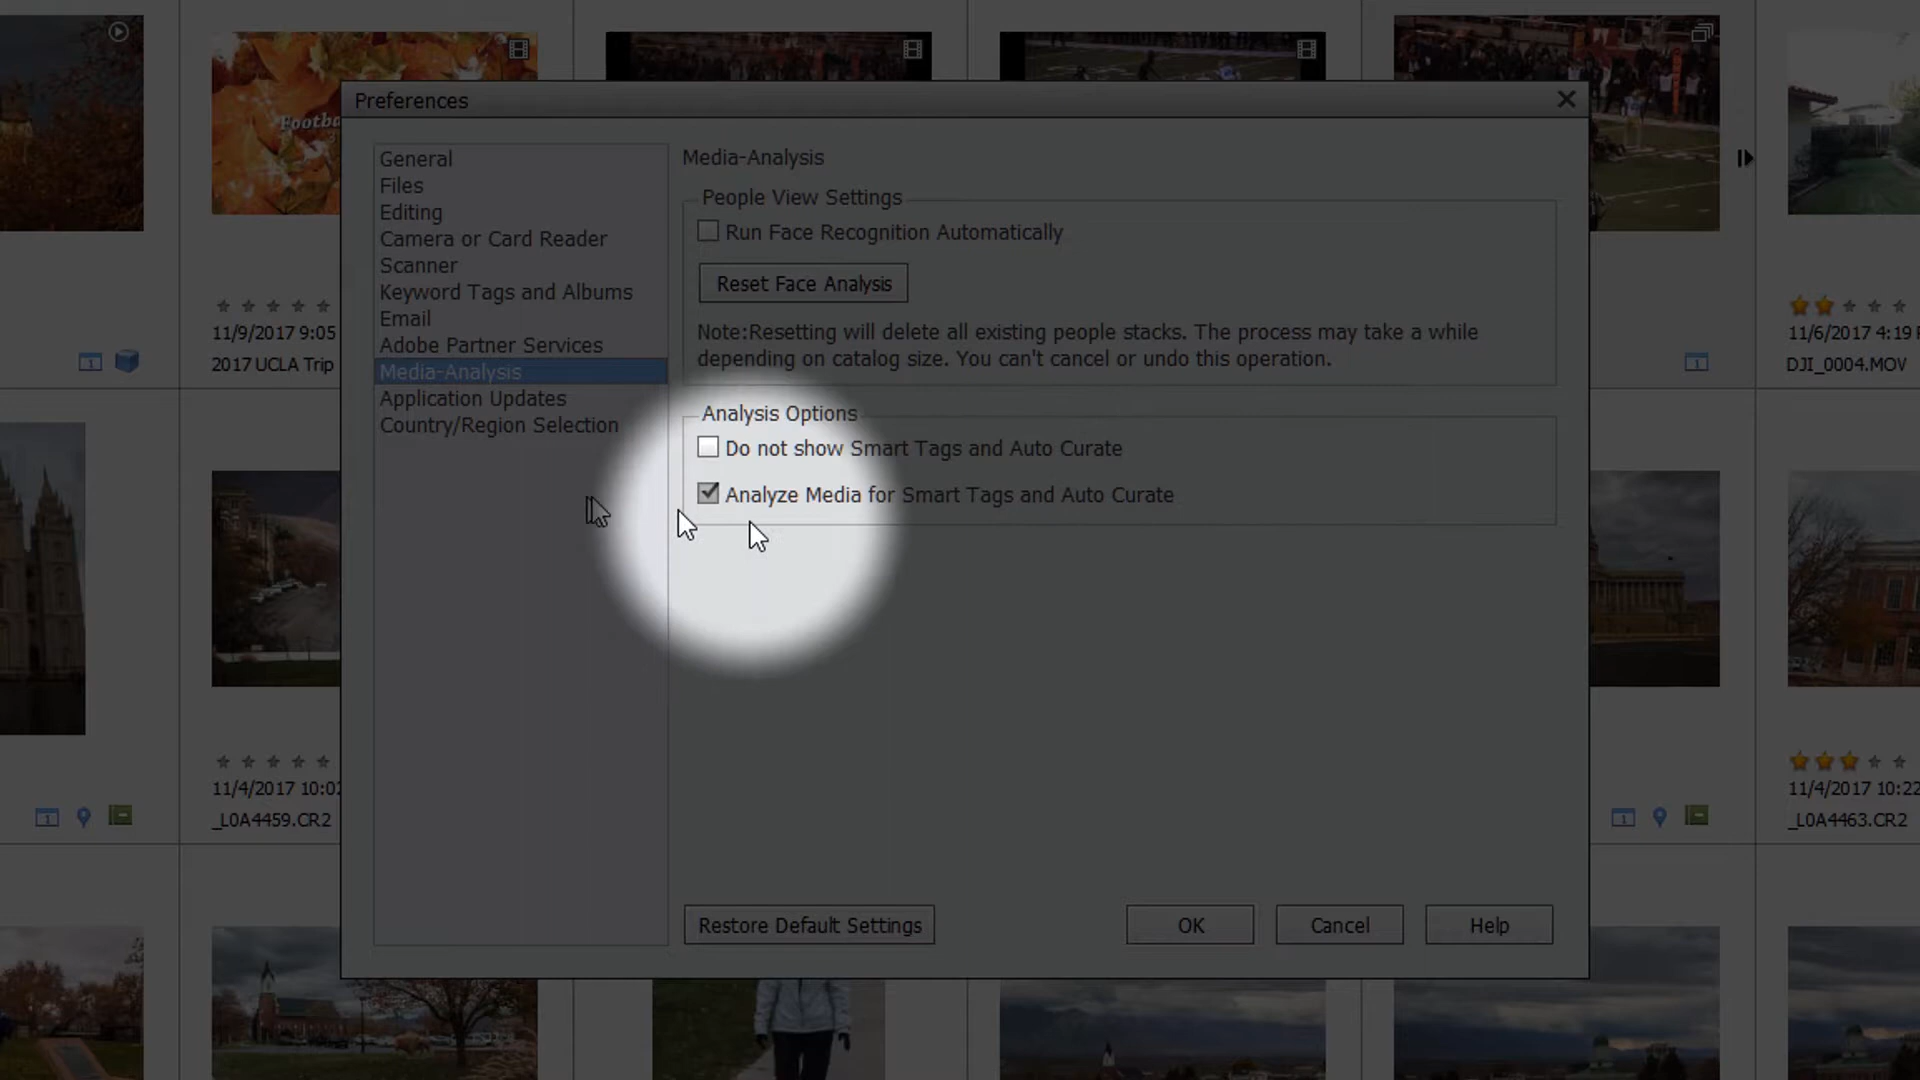 Footba
Preferences
General
Files
Editing
Camera or Card Reader
Scanner
Keyword Tags and Albums
Email
Adobe Partner Services
Media-Analysis
Application Updates
Country/Region Selection
Media-Analysis
People View Settings
Run Face Recognition Automatically
Reset Face Analysis
Note:Resetting will delete all existing people stacks. The process may take a while
depending on catalog size. You can't cancel or undo this operation.
Analysis Options
Do not show Smart Tags and Auto Curate
Analyze Media for Smart Tags and Auto Curate
Restore Default Settings
OK
Cancel
Help
11/9/2017 9:05
2017 UCLA Trip
11/6/2017 4:19 P
DJI_0004.MOV
11/4/2017 10:02
_L0A4459.CR2
11/4/2017 10:22
_L0A4463.CR2